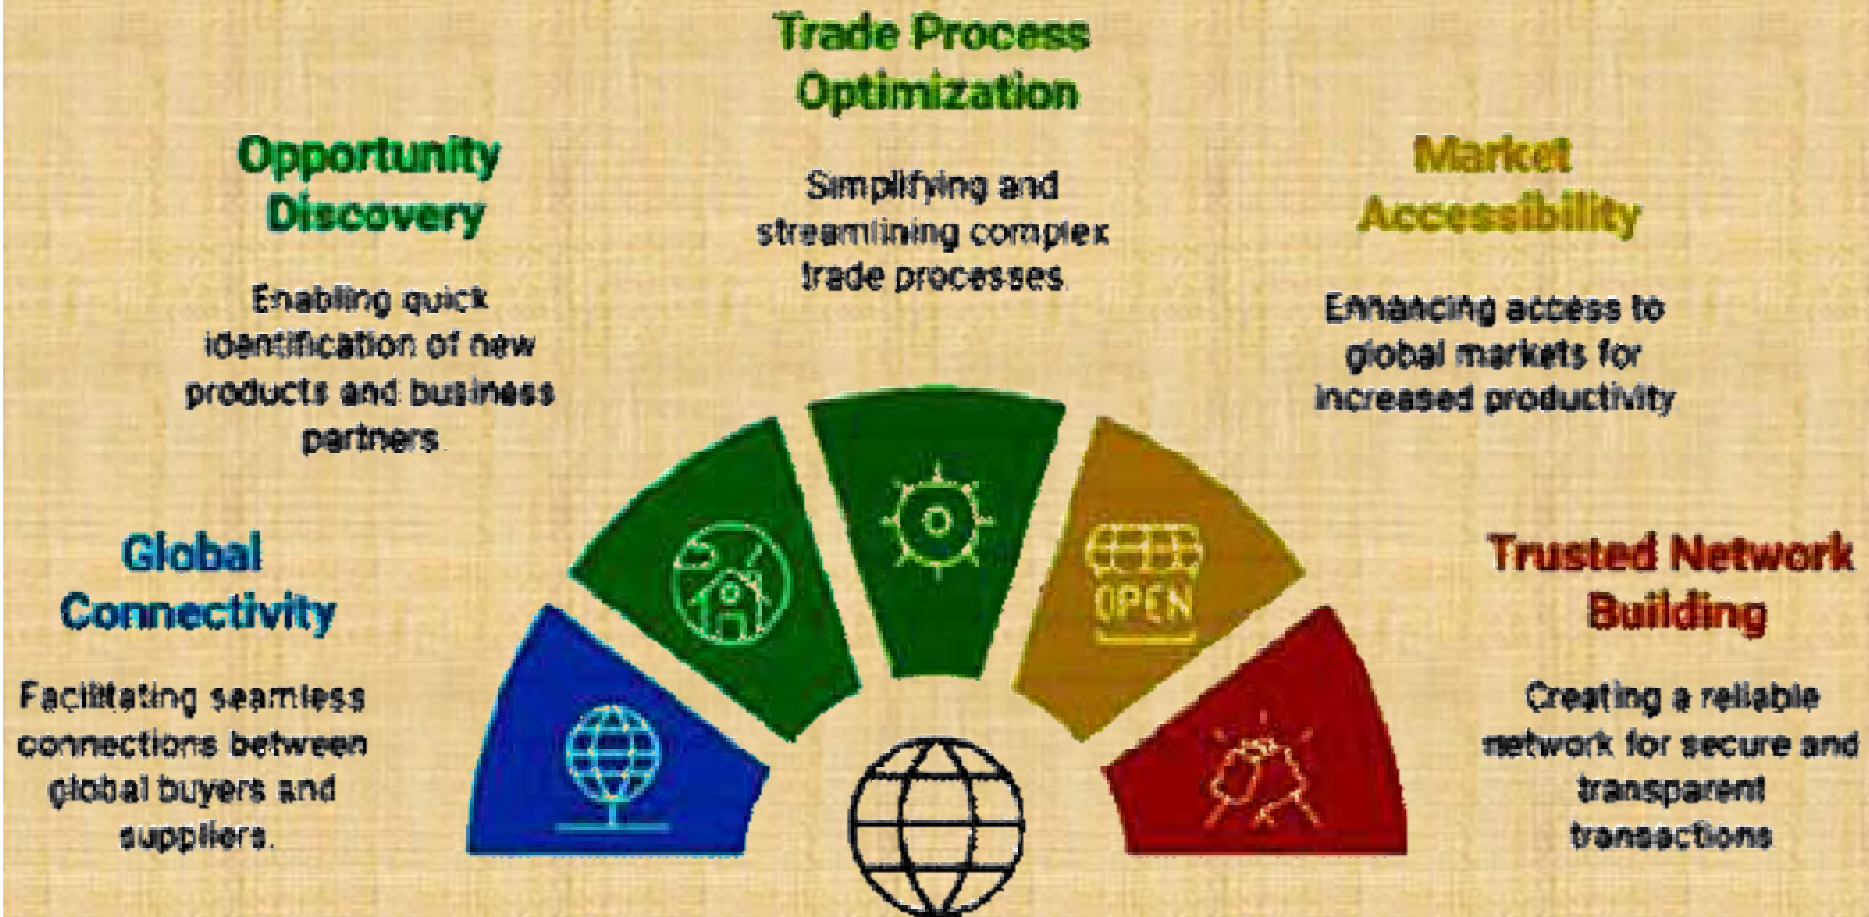 Trade Process
Optimization
Simplifying and
streamlining complex
trade processes.
Opportunity
Discovery
Enabling quick
identification of new
products and business
partners.
Market
Accessibility
Enhancing access to
global markets for
increased productivity
Global
Connectivity
Facilitating seamless
connections between
global buyers and
suppliers.
OPEN
Trusted Network
Building
Creating a reliable
network for secure and
transparent
transactions